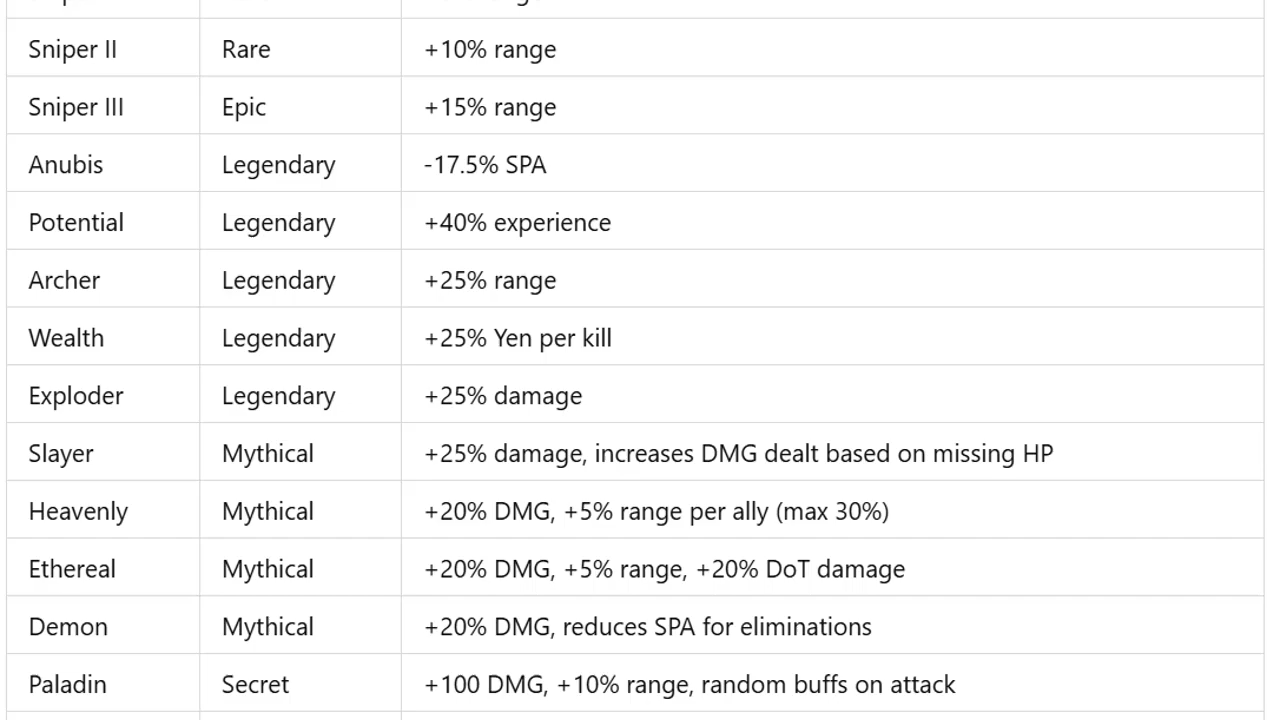 Sniper II Rare +10% range
Sniper III Epic +15% range
Anubis Legendary -17.5% SPA
Potential Legendary +40% experience
Archer Legendary +25% range
Wealth Legendary +25% Yen per kill
Exploder Legendary +25% damage
Slayer Mythical +25% damage, increases DMG dealt based on missing HP
Heavenly Mythical +20% DMG, +5% range per ally (max 30%)
Ethereal Mythical +20% DMG, +5% range, +20% DoT damage
Demon Mythical +20% DMG, reduces SPA for eliminations
Paladin Secret +100 DMG, +10% range, random buffs on attack